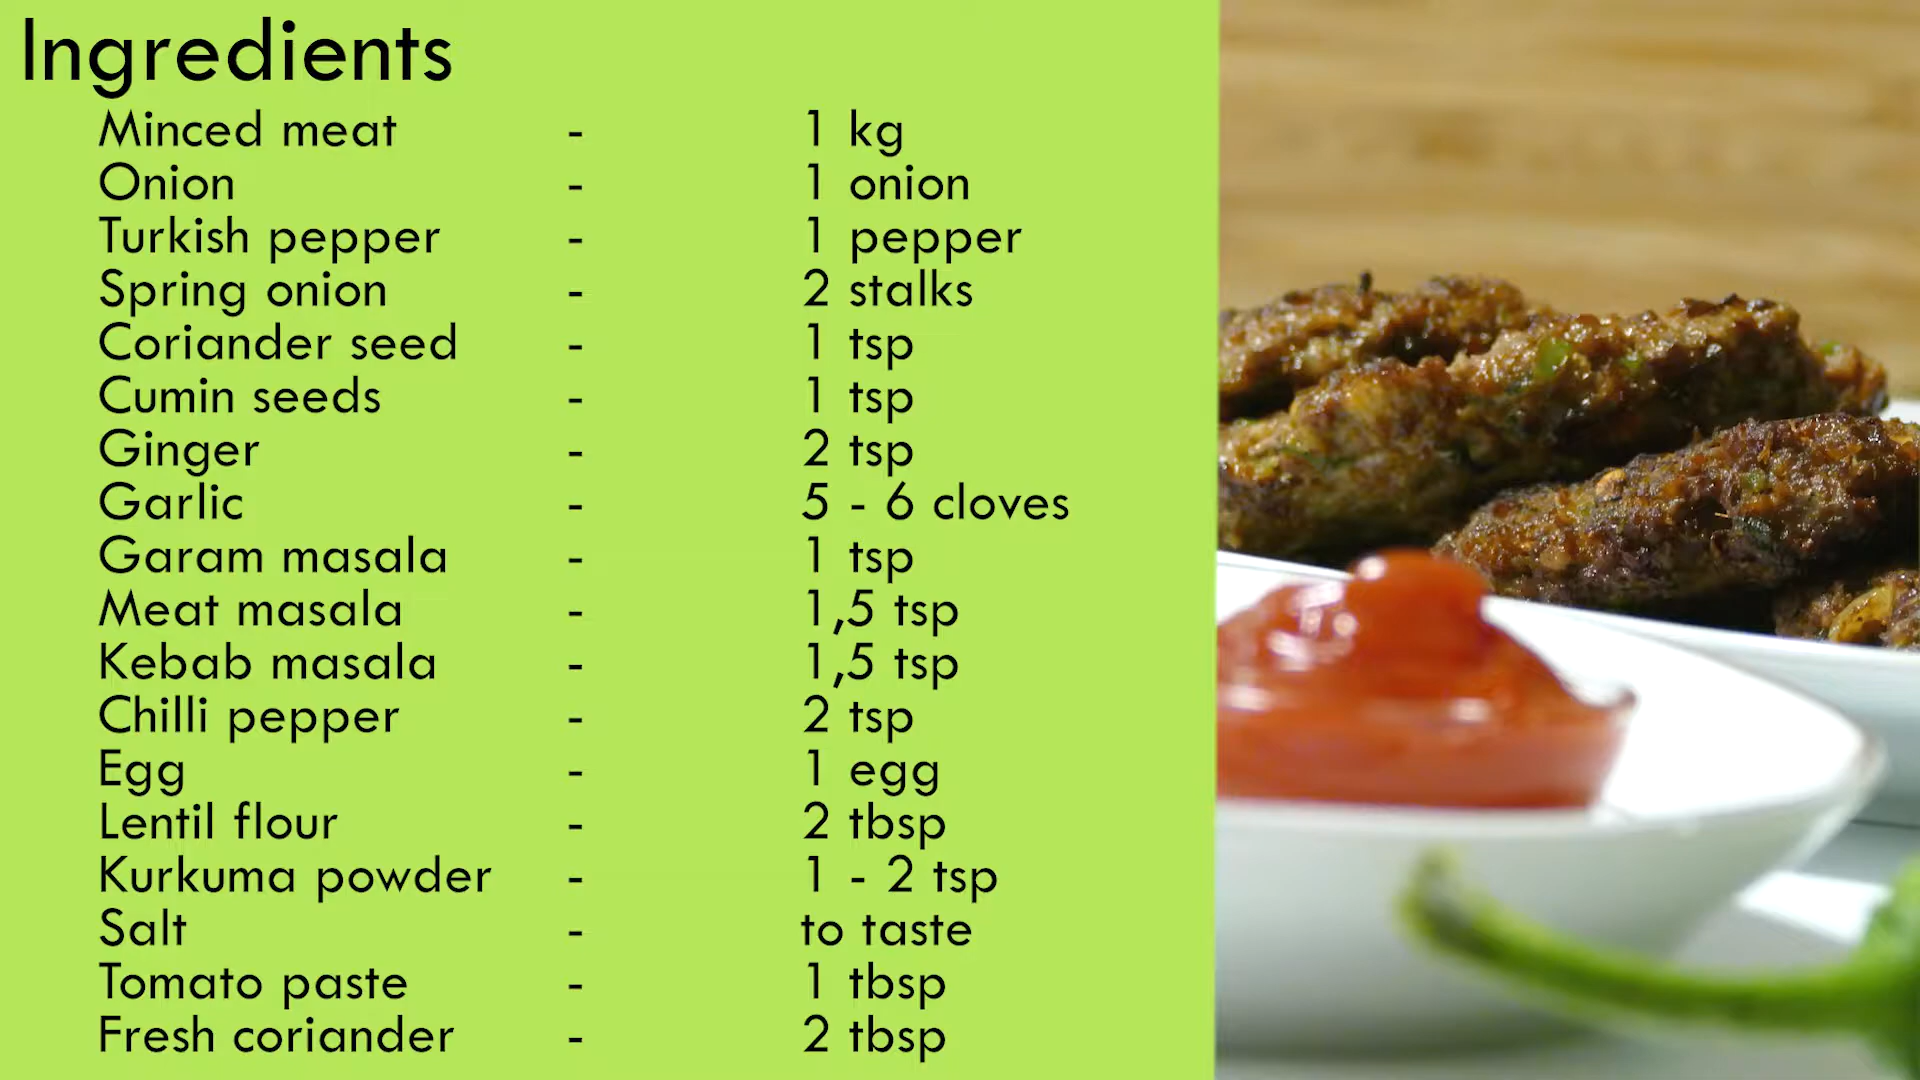 Ingredients
Minced meat - 1 kg
Onion - 1 onion
Turkish pepper - 1 pepper
Spring onion - 2 stalks
Coriander seed - 1 tsp
Cumin seeds - 1 tsp
Ginger - 2 tsp
Garlic - 5 - 6 cloves
Garam masala - 1 tsp
Meat masala - 1,5 tsp
Kebab masala - 1,5 tsp
Chilli pepper - 2 tsp
Egg - 1 egg
Lentil flour - 2 tbsp
Kurkuma powder - 1 - 2 tsp
Salt - to taste
Tomato paste - 1 tbsp
Fresh coriander - 2 tbsp